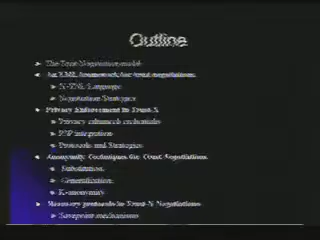 Outline
The Trust Negotiation model
An XML framework for trust negotiations
X-TNL Language
Negotiation Strategies
Privacy Enforcement in Trust-X
Privacy enhanced credentials
P3P integration
Protocols and Strategies
Anonymity Techniques for Trust Negotiations
Substitution
Generalization
K-anonymity
Recovery protocols in Trust-X Negotiations
Savepoint mechanisms